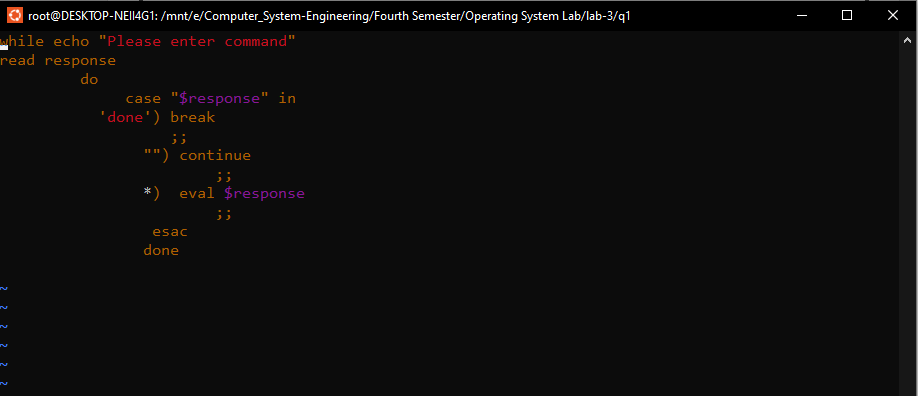 root@DESKTOP-NEII4G1: /mnt/e/Computer_System-Engineering/Fourth Semester/Operating System Lab/lab-3/q1
while echo "Please enter command"
read response
do
case "$response" in
'done') break
;;
"") continue
;;
*)  eval $response
;;
esac
done
~
~
~
~
~
~